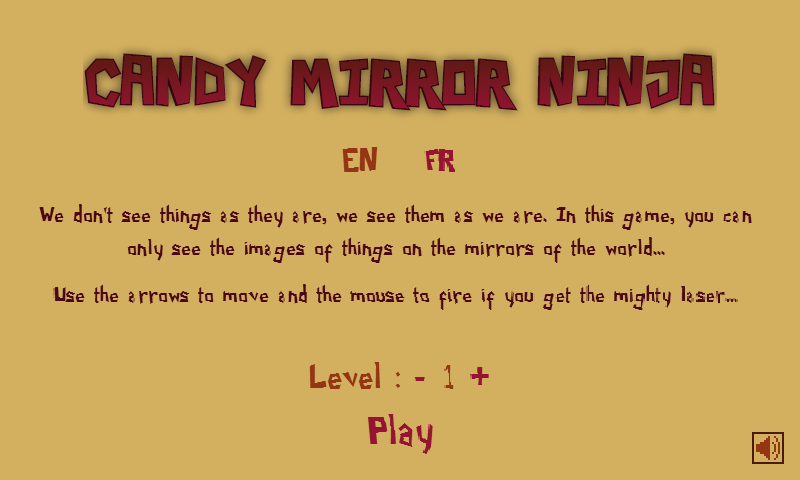 CANDY MIRROR NINJA
EN FR
We don't see things as they are, we see them as we are. In this game, you can
only see the images of things on the mirrors of the world...
Use the arrows to move and the mouse to fire if you get the mighty laser...
Level : - 1 +
Play